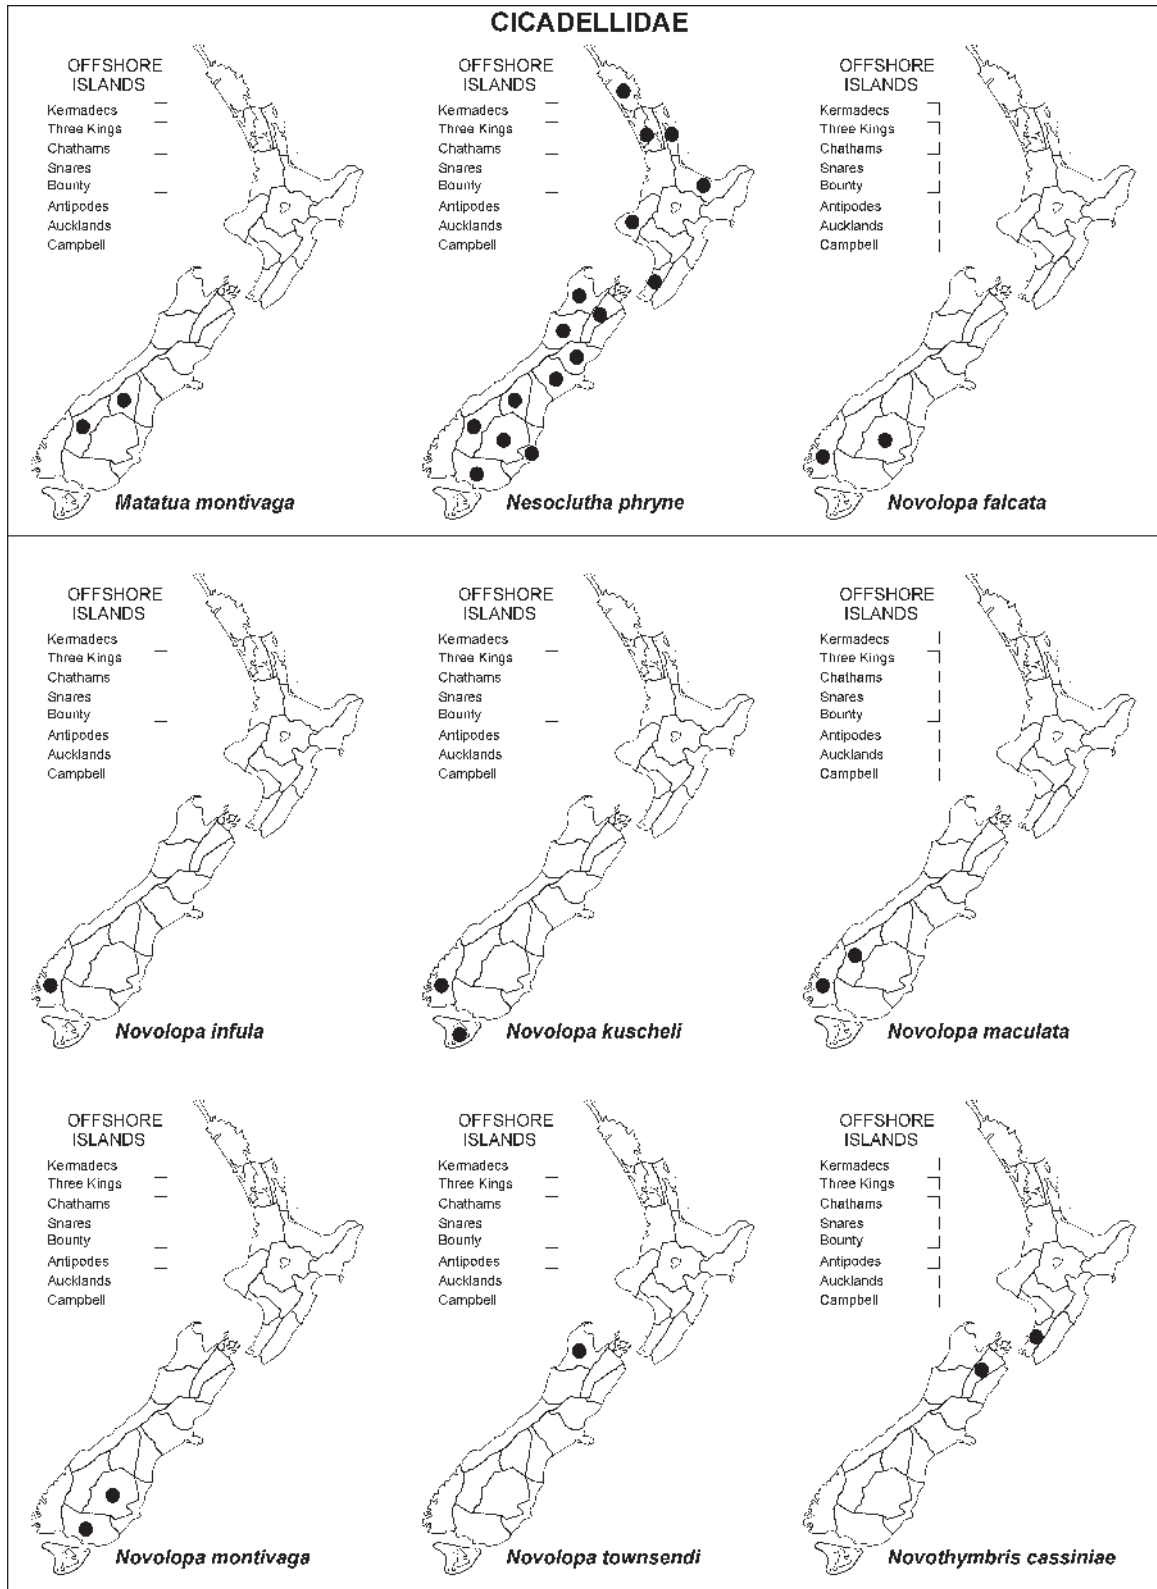 CICADELLIDAE
OFFSHORE
ISLANDS
Kermadecs
Three Kings
Chathams
Snares
Bounty
Antipodes
Aucklands
Campbell
Matatua montivaga
OFFSHORE
ISLANDS
Kermadecs
Three Kings
Chathams
Snares
Bounty
Antipodes
Aucklands
Campbell
Nesoclutha phryne
OFFSHORE
ISLANDS
Kermadecs
Three Kings
Chathams
Snares
Bounty
Antipodes
Aucklands
Campbell
Novolopa falcata
OFFSHORE
ISLANDS
Kermadecs
Three Kings
Chathams
Snares
Bounty
Antipodes
Aucklands
Campbell
Novolopa infula
OFFSHORE
ISLANDS
Kermadecs
Three Kings
Chathams
Snares
Bounty
Antipodes
Aucklands
Campbell
Novolopa kuscheli
OFFSHORE
ISLANDS
Kermadecs
Three Kings
Chathams
Snares
Bounty
Antipodes
Aucklands
Campbell
Novolopa maculata
OFFSHORE
ISLANDS
Kermadecs
Three Kings
Chathams
Snares
Bounty
Antipodes
Aucklands
Campbell
Novolopa montivaga
OFFSHORE
ISLANDS
Kermadecs
Three Kings
Chathams
Snares
Bounty
Antipodes
Aucklands
Campbell
Novolopa townsendi
OFFSHORE
ISLANDS
Kermadecs
Three Kings
Chathams
Snares
Bounty
Antipodes
Aucklands
Campbell
Novothymbris cassiniae